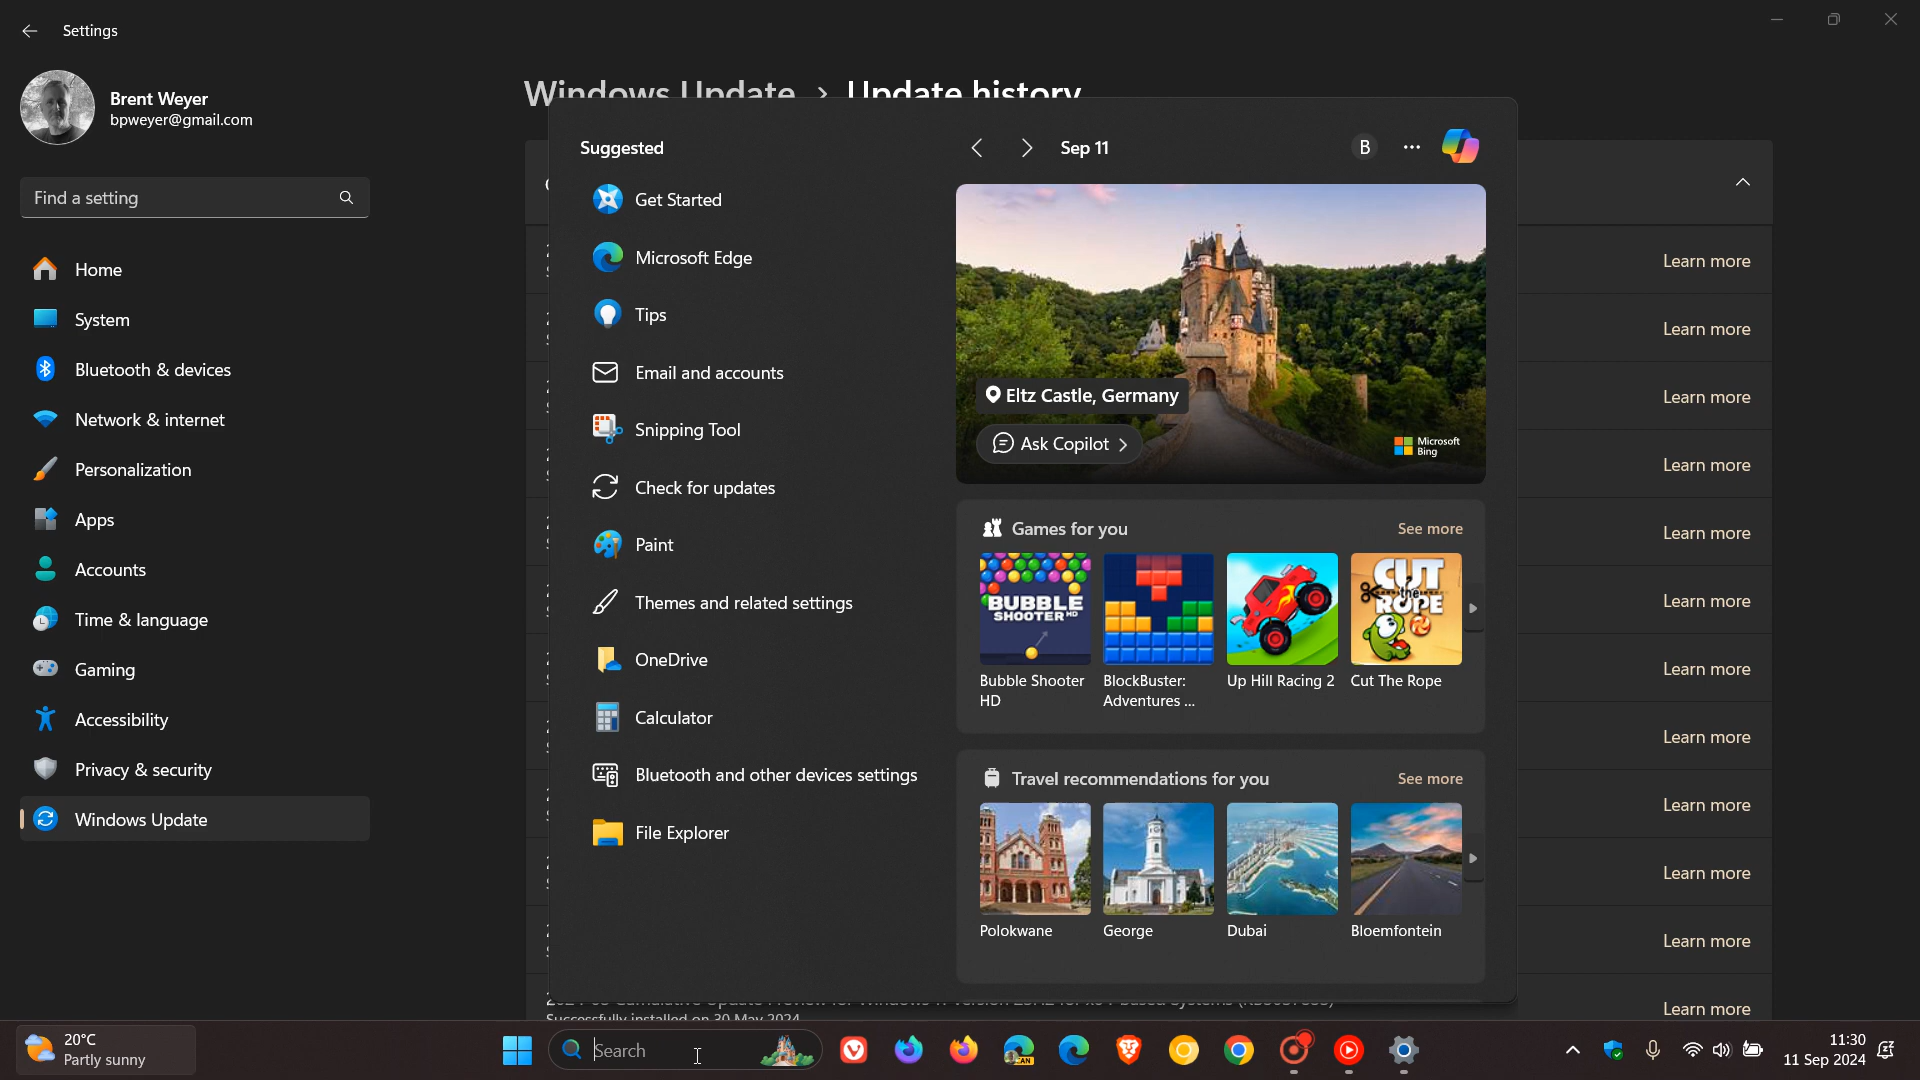 Settings
Brent Weyer
bpweyer@gmail.com
Find a setting
Home
System
Bluetooth & devices
Network & internet
Personalization
Apps
Accounts
Time & language
Gaming
Accessibility
Privacy & security
Windows Update
Windows Update > Update history
Suggested
Get Started
Microsoft Edge
Tips
Email and accounts
Snipping Tool
Check for updates
Paint
Themes and related settings
OneDrive
Calculator
Bluetooth and other devices settings
File Explorer
Sep 11
B
Eltz Castle, Germany
Ask Copilot
Microsoft
Bing
Games for you
See more
BUBBLE
SHOOTER HD
CUT
the
ROPE
Bubble Shooter
HD
BlockBuster:
Adventures ...
Up Hill Racing 2
Cut The Rope
Travel recommendations for you
See more
Polokwane
George
Dubai
Bloemfontein
Learn more
Learn more
Learn more
Learn more
Learn more
Learn more
Learn more
Learn more
Learn more
Learn more
Learn more
Learn more
Successfully installed on 30 May 2024
20°C
Partly sunny
Search
CAN
11:30
11 Sep 2024